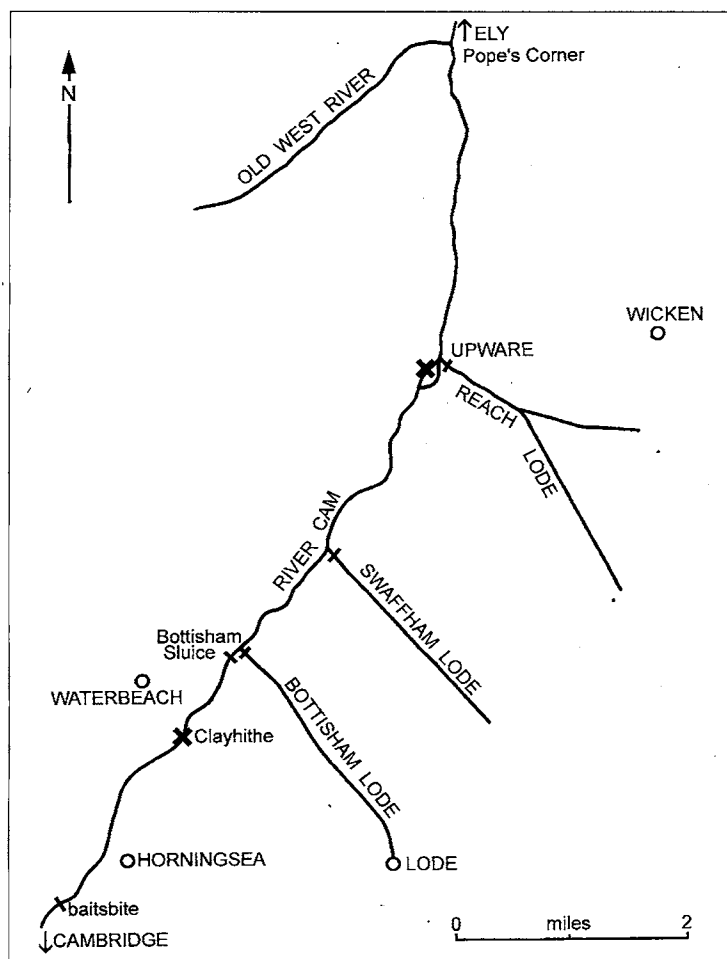 ELY
Pope's Corner
N
OLD WEST RIVER
WICKEN
UPWARE
REACH
LODE
RIVER CAM
SWAFFHAM LODE
Bottisham
Sluice
WATERBEACH
BOTTISHAM LODE
Clayhithe
HORNINGSEA
LODE
baitsbite
CAMBRIDGE
0 miles 2